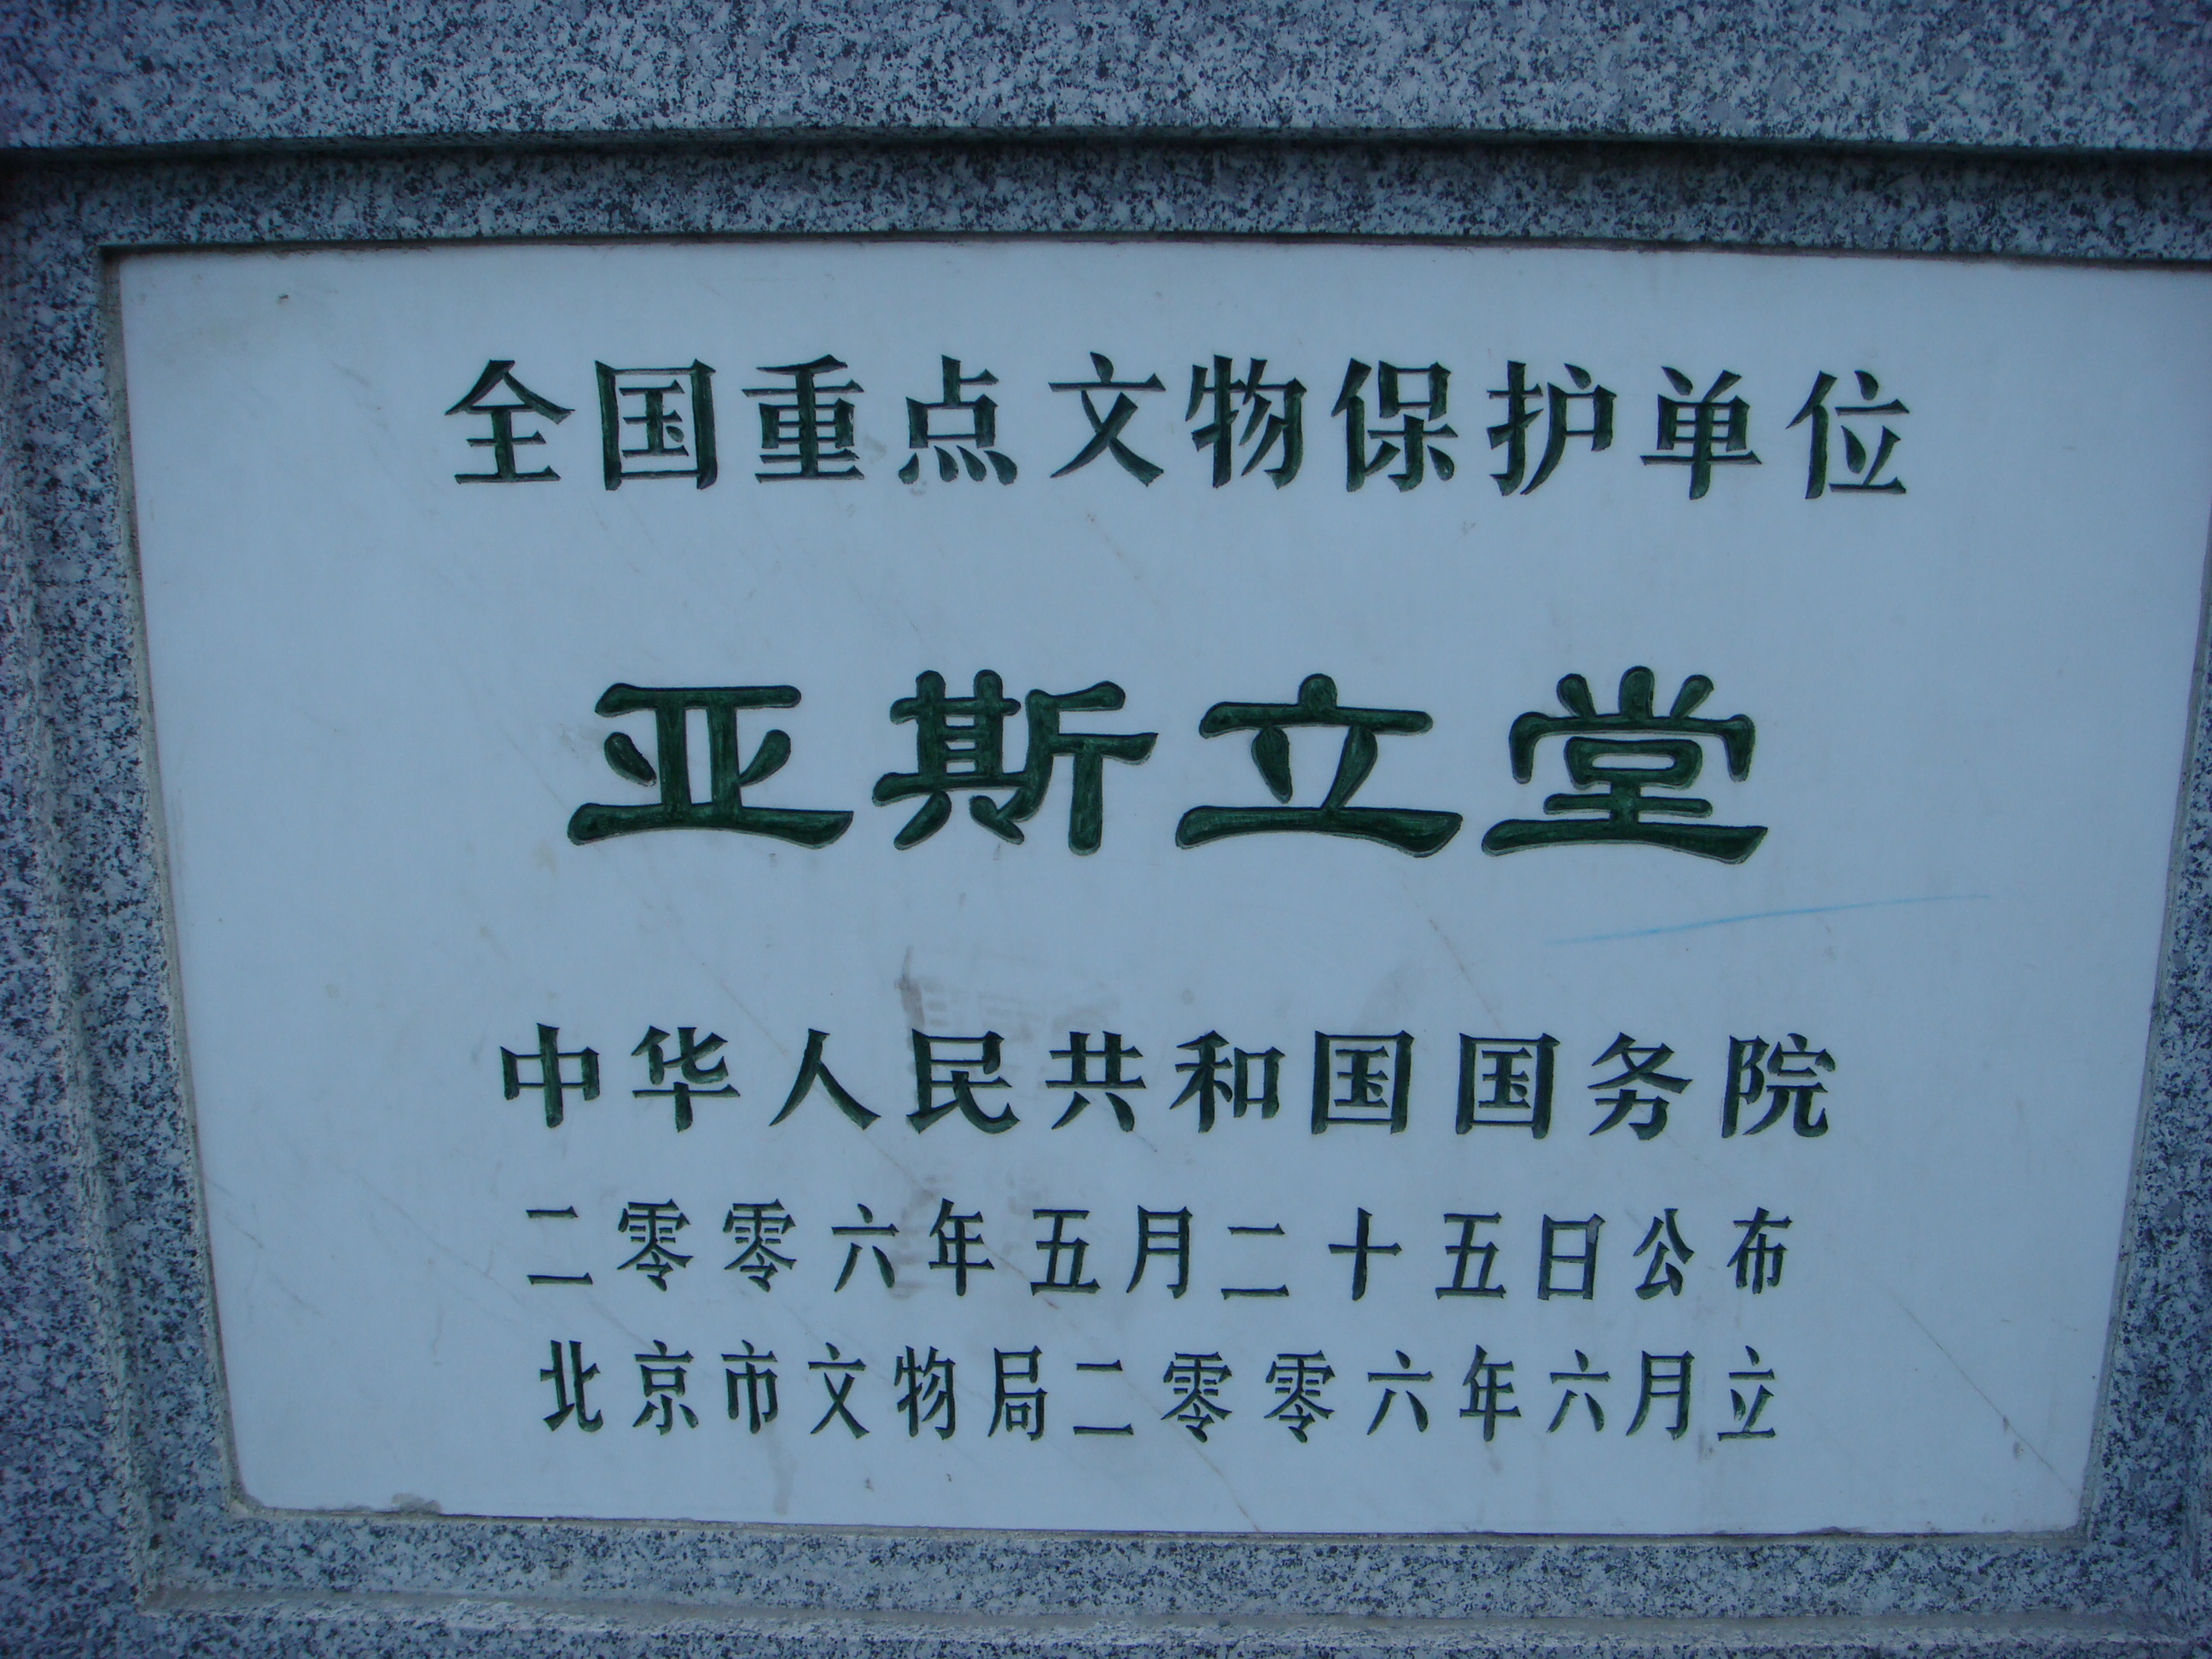 全国重点文物保护单位
亚斯立堂
中华人民共和国国务院
二零零六年五月二十五日公布
北京市文物局二零零六年六月立